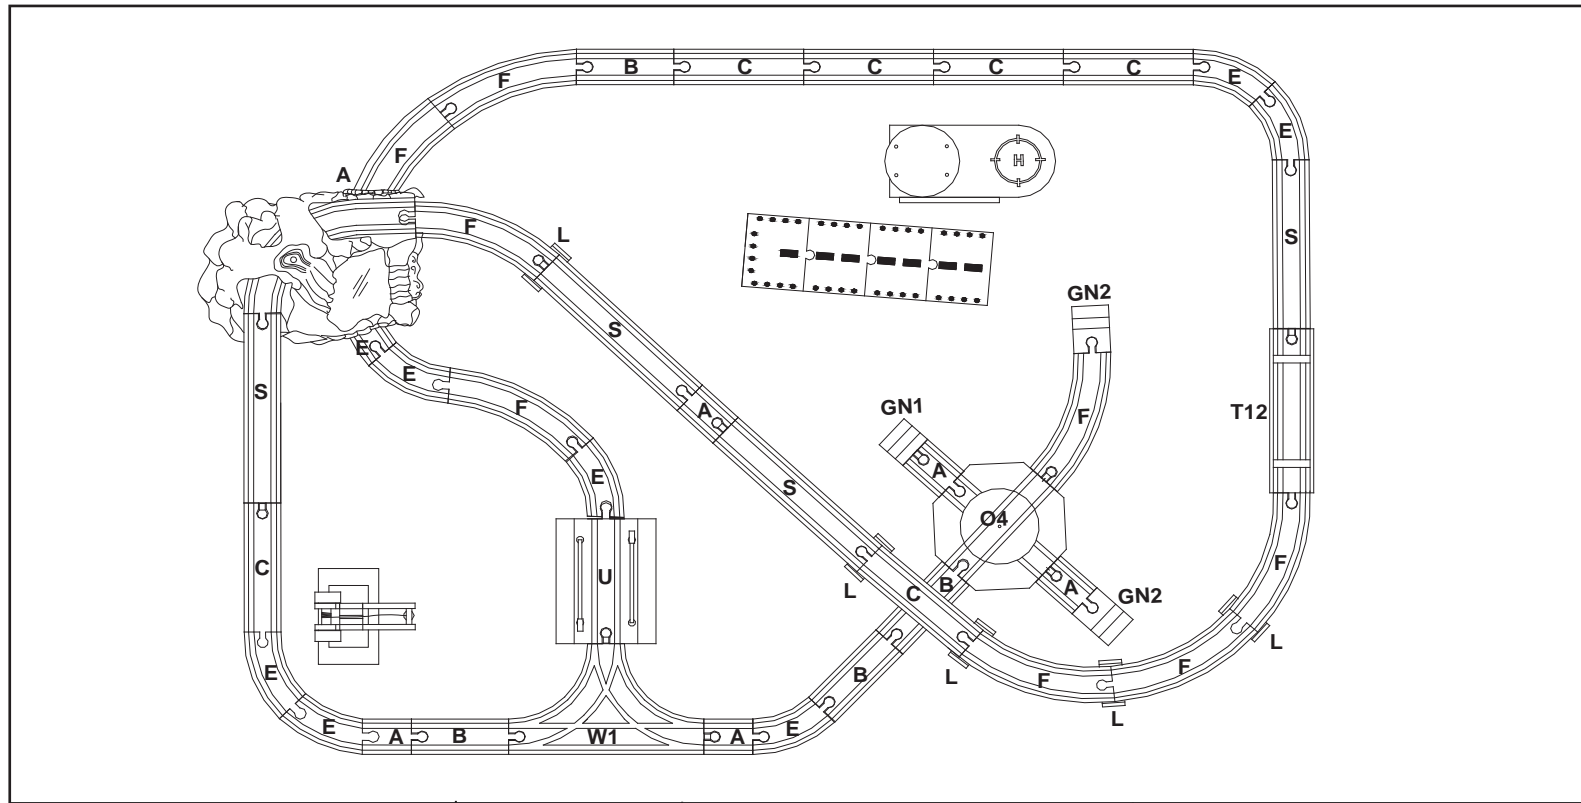 F B C C C C E
F E
A
H
F L
S
GN2
S
E E
S F
A GN1 F T12
A
E S
O4
C U L C B A GN2
F
L
E B L F F
L
E A B W1 A E